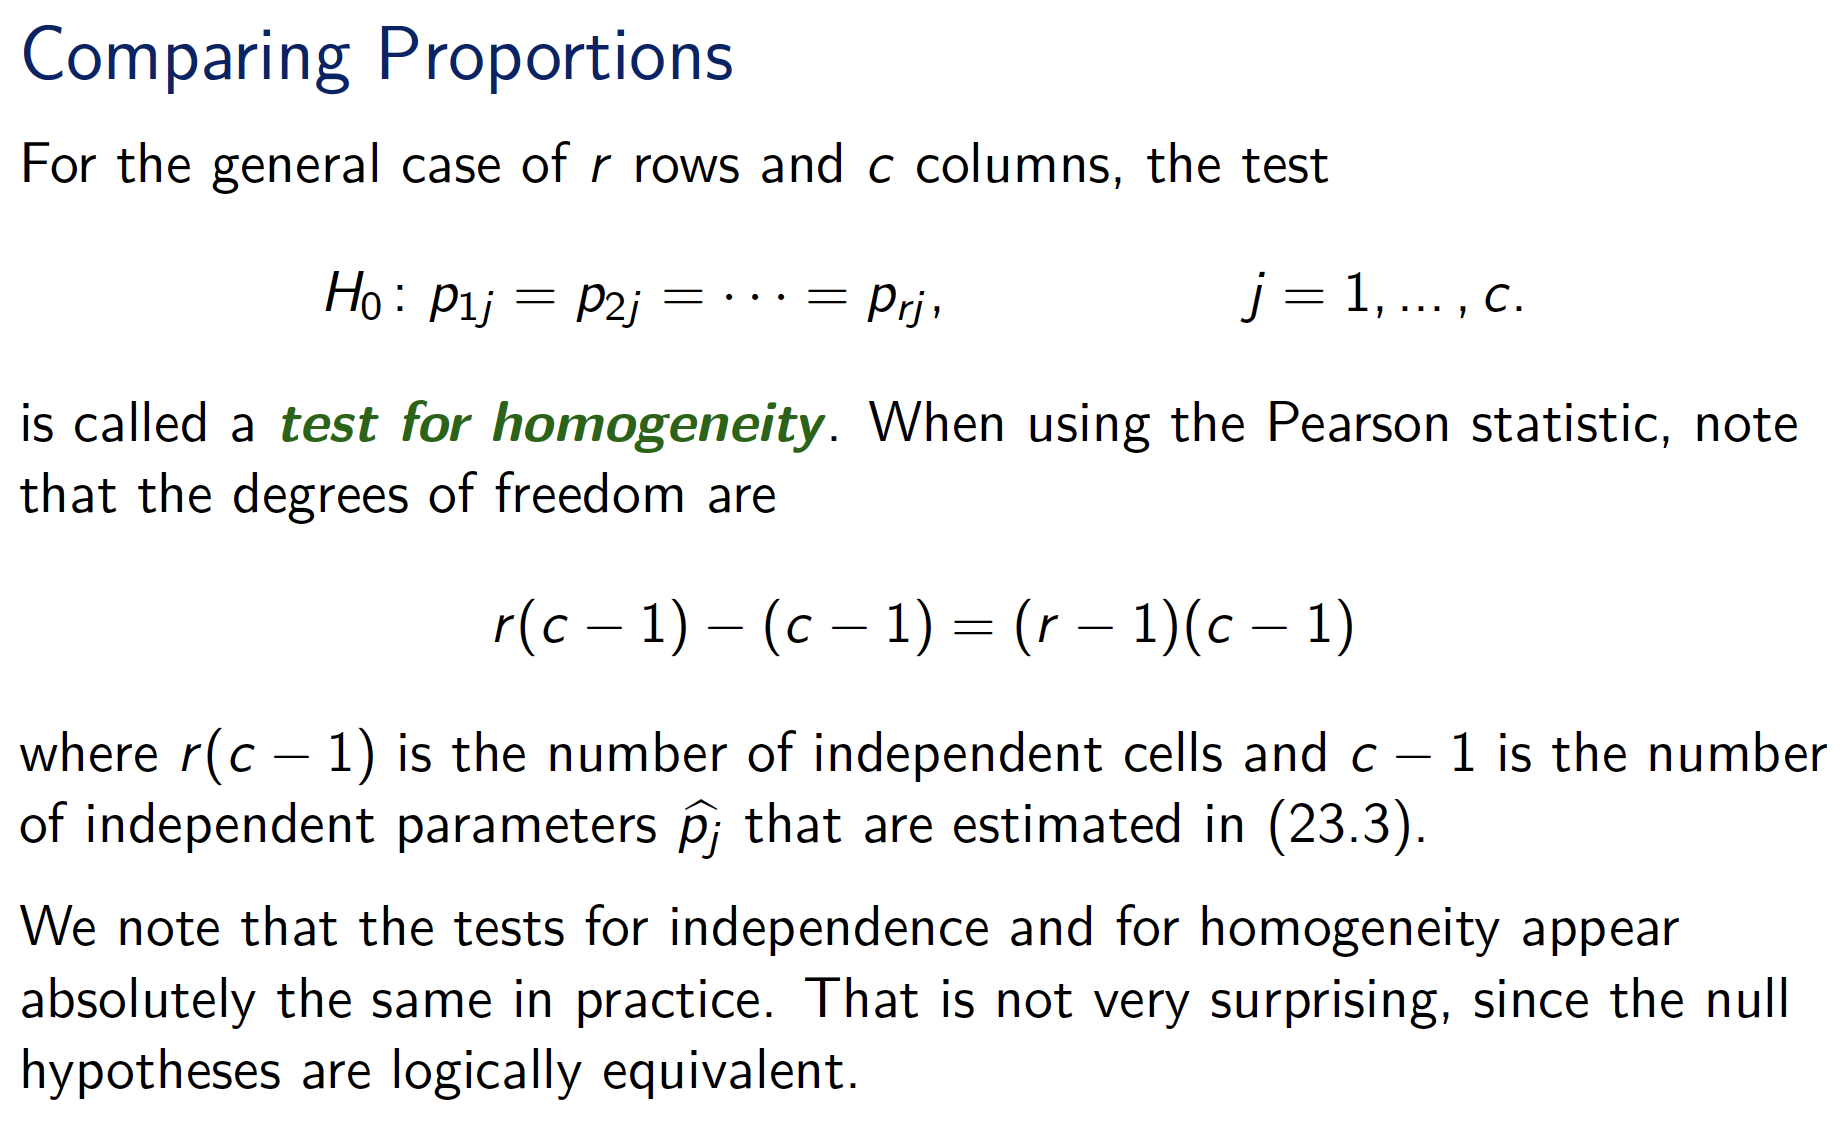 Comparing Proportions
For the general case of r rows and c columns, the test
H₀: p₁ⱼ = p₂ⱼ = ··· = pᵣⱼ, j = 1, ... , c.
is called a test for homogeneity. When using the Pearson statistic, note
that the degrees of freedom are
r(c − 1) − (c − 1) = (r − 1)(c − 1)
where r(c − 1) is the number of independent cells and c − 1 is the number
of independent parameters p̂ⱼ that are estimated in (23.3).
We note that the tests for independence and for homogeneity appear
absolutely the same in practice. That is not very surprising, since the null
hypotheses are logically equivalent.